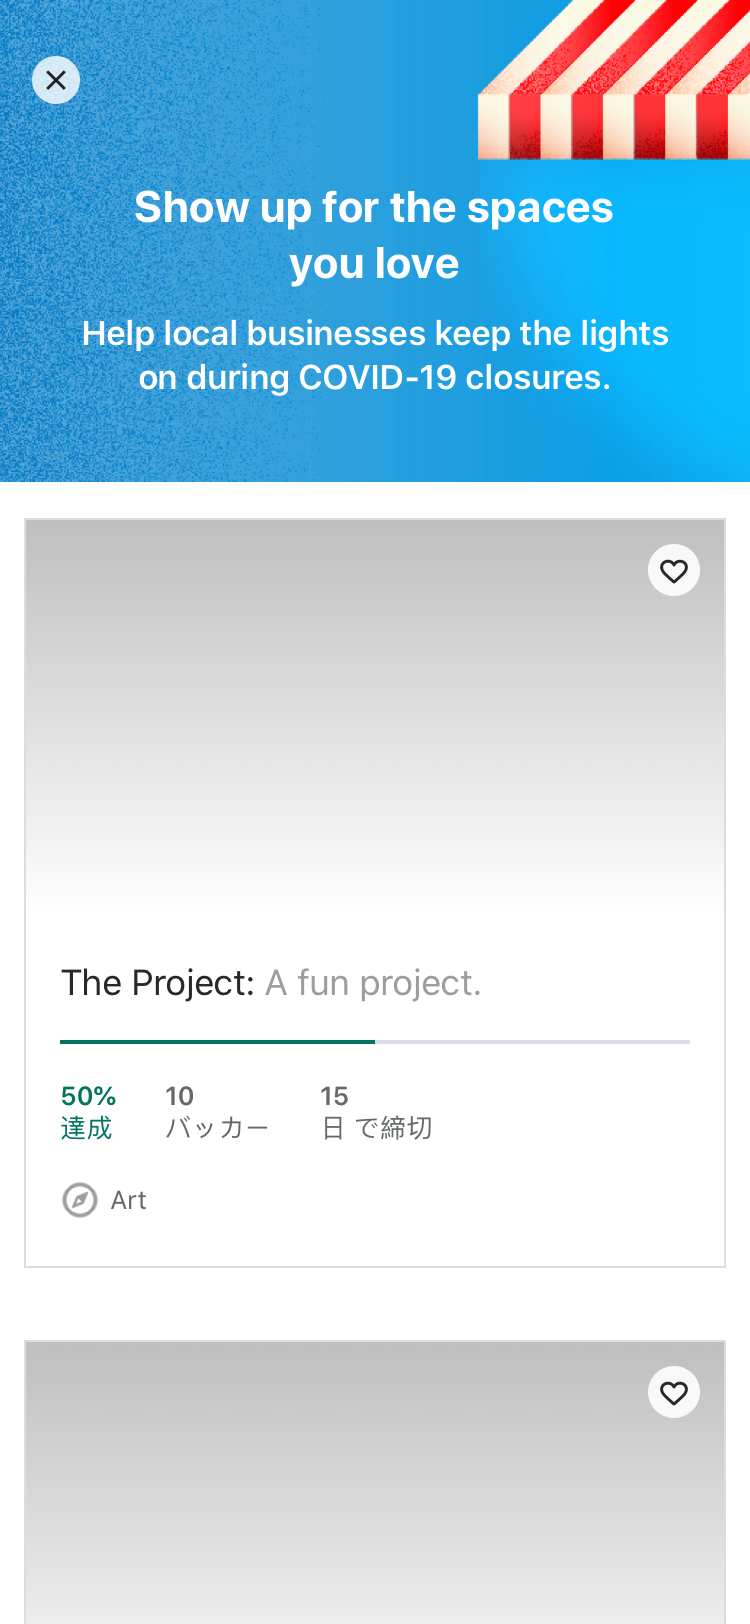 Show up for the spaces
you love
Help local businesses keep the lights
on during COVID-19 closures.
The Project: A fun project.
50% 10 15
達成 バッカー 日 で締切
Art